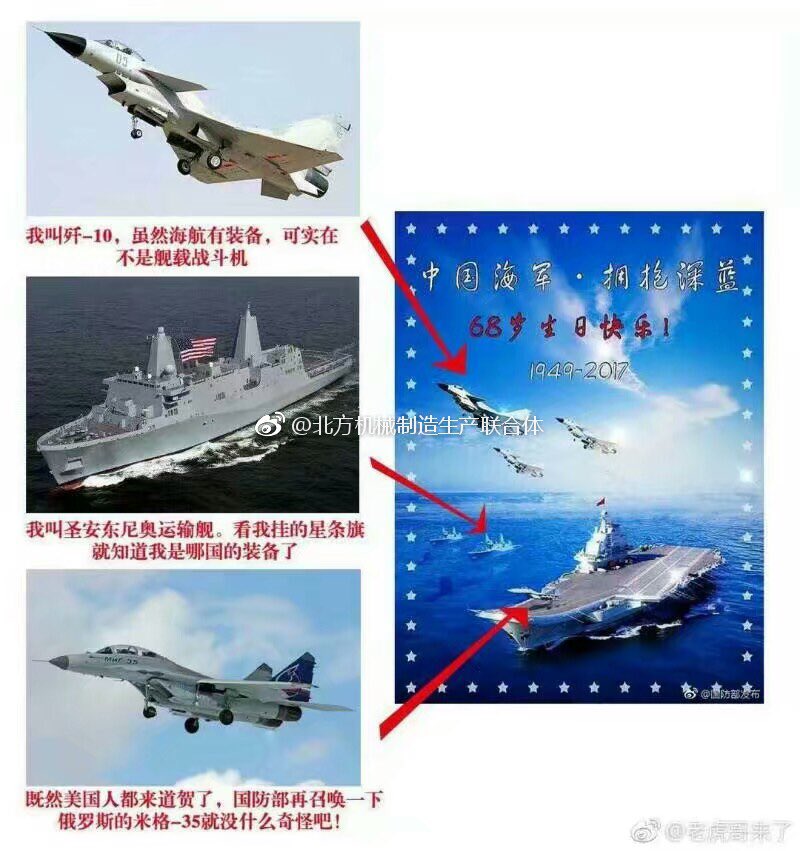 05
我叫歼-10，虽然海航有装备，可实在
不是舰载战斗机
中国海军·拥抱深蓝
68岁生日快乐！
1949-2017
@北方机械制造生产联合体
我叫圣安东尼奥运输舰。看我挂的星条旗
就知道我是哪国的装备了
МиГ 35
@国防部发布
既然美国人都来道贺了，国防部再召唤一下
俄罗斯的米格-35就没什么奇怪吧！
@老虎哥来了